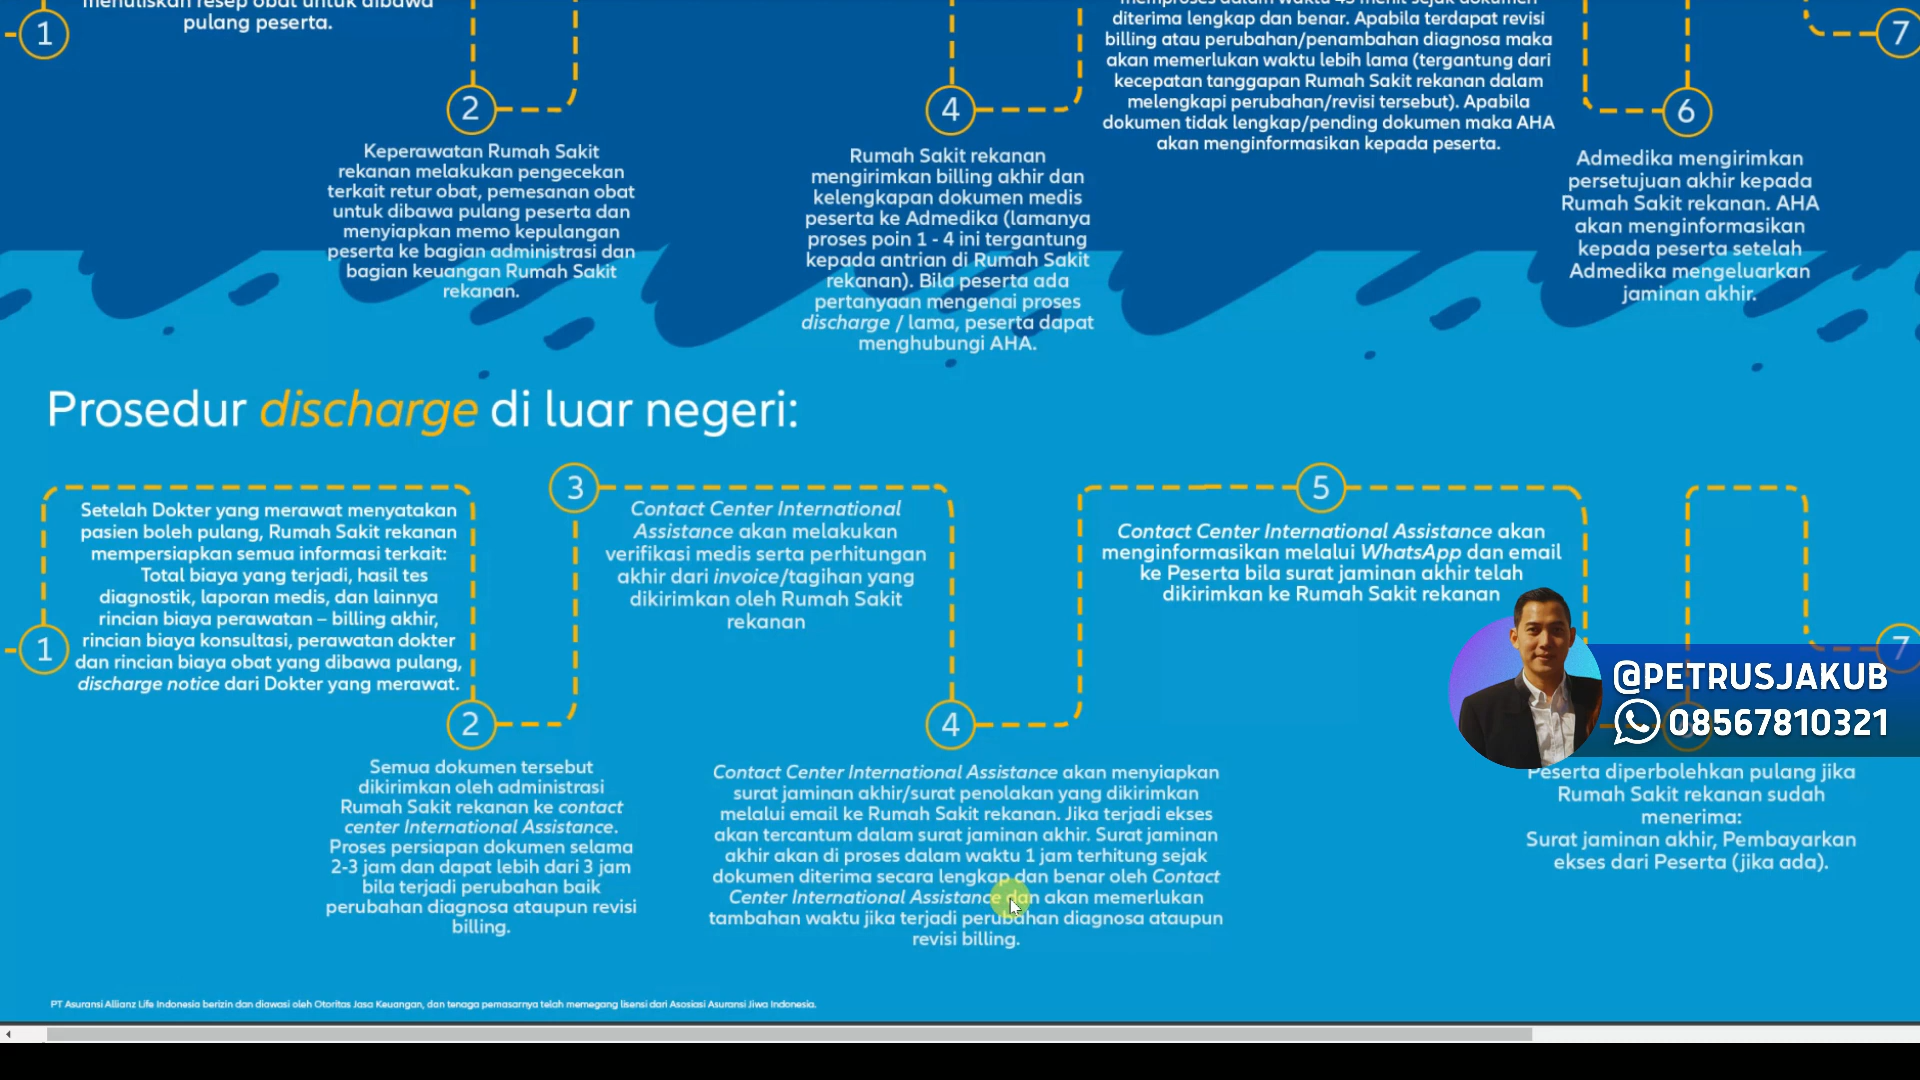 1
pulang peserta.
2
Keperawatan Rumah Sakit
rekanan melakukan pengecekan
terkait retur obat, pemesanan obat
untuk dibawa pulang peserta dan
menyiapkan memo kepulangan
peserta ke bagian administrasi dan
bagian keuangan Rumah Sakit
rekanan.
4
Rumah Sakit rekanan
mengirimkan billing akhir dan
kelengkapan dokumen medis
peserta ke Admedika (lamanya
proses poin 1 - 4 ini tergantung
kepada antrian di Rumah Sakit
rekanan). Bila peserta ada
pertanyaan mengenai proses
discharge / lama, peserta dapat
menghubungi AHA.
diterima lengkap dan benar. Apabila terdapat revisi
billing atau perubahan/penambahan diagnosa maka
akan memerlukan waktu lebih lama (tergantung dari
kecepatan tanggapan Rumah Sakit rekanan dalam
melengkapi perubahan/revisi tersebut). Apabila
dokumen tidak lengkap/pending dokumen maka AHA
akan menginformasikan kepada peserta.
6
Admedika mengirimkan
persetujuan akhir kepada
Rumah Sakit rekanan. AHA
akan menginformasikan
kepada peserta setelah
Admedika mengeluarkan
jaminan akhir.
7
Prosedur discharge di luar negeri:
1
Setelah Dokter yang merawat menyatakan
pasien boleh pulang, Rumah Sakit rekanan
mempersiapkan semua informasi terkait:
Total biaya yang terjadi, hasil tes
diagnostik, laporan medis, dan lainnya
rincian biaya perawatan – billing akhir,
rincian biaya konsultasi, perawatan dokter
dan rincian biaya obat yang dibawa pulang,
discharge notice dari Dokter yang merawat.
2
Semua dokumen tersebut
dikirimkan oleh administrasi
Rumah Sakit rekanan ke contact
center International Assistance.
Proses persiapan dokumen selama
2-3 jam dan dapat lebih dari 3 jam
bila terjadi perubahan baik
perubahan diagnosa ataupun revisi
billing.
3
Contact Center International
Assistance akan melakukan
verifikasi medis serta perhitungan
akhir dari invoice/tagihan yang
dikirimkan oleh Rumah Sakit
rekanan
4
Contact Center International Assistance akan menyiapkan
surat jaminan akhir/surat penolakan yang dikirimkan
melalui email ke Rumah Sakit rekanan. Jika terjadi ekses
akan tercantum dalam surat jaminan akhir. Surat jaminan
akhir akan di proses dalam waktu 1 jam terhitung sejak
dokumen diterima secara lengkap dan benar oleh Contact
Center International Assistance dan akan memerlukan
tambahan waktu jika terjadi perubahan diagnosa ataupun
revisi billing.
5
Contact Center International Assistance akan
menginformasikan melalui WhatsApp dan email
ke Peserta bila surat jaminan akhir telah
dikirimkan ke Rumah Sakit rekanan
Peserta diperbolehkan pulang jika
Rumah Sakit rekanan sudah
menerima:
Surat jaminan akhir, Pembayarkan
ekses dari Peserta (jika ada).
7
@PETRUSJAKUB
08567810321
PT Asuransi Allianz Life Indonesia berizin dan diawasi oleh Otoritas Jasa Keuangan, dan tenaga pemasarnya telah memegang lisensi dari Asosiasi Asuransi Jiwa Indonesia.